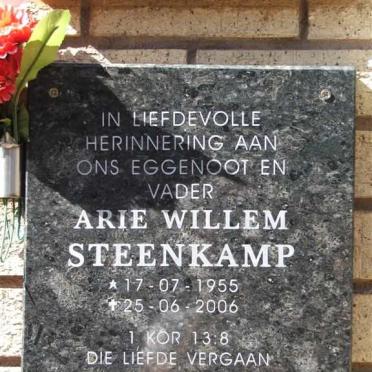 IN LIEFDEVOLLE
HERINNERING AAN
ONS EGGENOOT EN
VADER
ARIE WILLEM
STEENKAMP
* 17-07-1955
✝ 25-06-2006
1 KOR 13:8
DIE LIEFDE VERGAAN